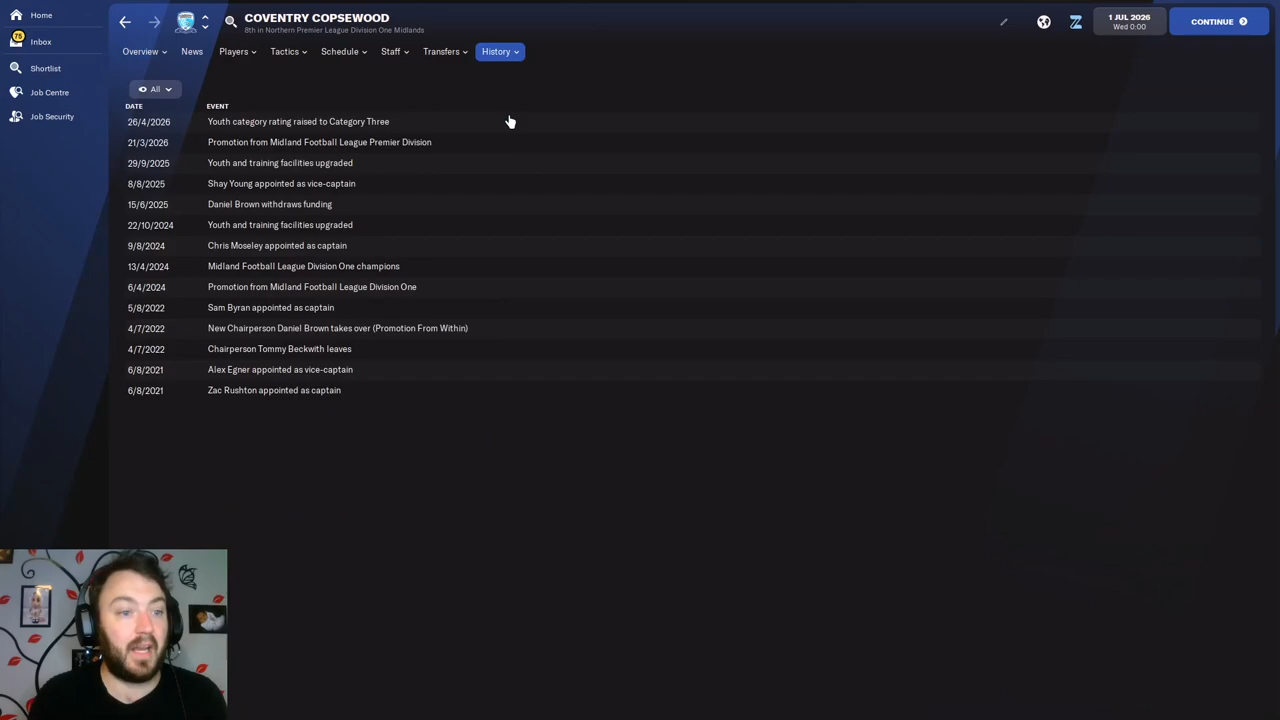 Home
75
Inbox
Shortlist
Job Centre
Job Security
COVENTRY COPSEWOOD
8th in Northern Premier League Division One Midlands
1 JUL 2026
Wed 0:00
CONTINUE
Overview
News
Players
Tactics
Schedule
Staff
Transfers
History
All
DATE EVENT
26/4/2026 Youth category rating raised to Category Three
21/3/2026 Promotion from Midland Football League Premier Division
29/9/2025 Youth and training facilities upgraded
8/8/2025 Shay Young appointed as vice-captain
15/6/2025 Daniel Brown withdraws funding
22/10/2024 Youth and training facilities upgraded
9/8/2024 Chris Moseley appointed as captain
13/4/2024 Midland Football League Division One champions
6/4/2024 Promotion from Midland Football League Division One
5/8/2022 Sam Byran appointed as captain
4/7/2022 New Chairperson Daniel Brown takes over (Promotion From Within)
4/7/2022 Chairperson Tommy Beckwith leaves
6/8/2021 Alex Egner appointed as vice-captain
6/8/2021 Zac Rushton appointed as captain